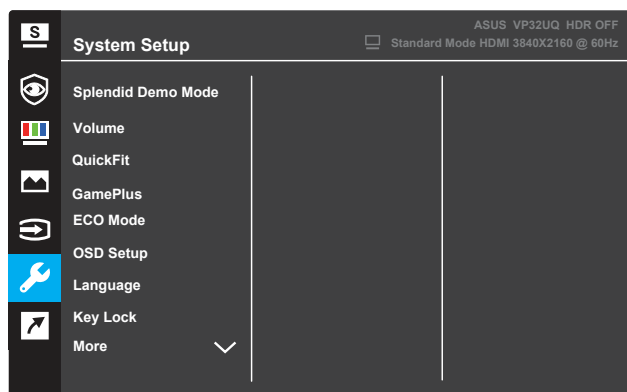 S
ASUS VP32UQ HDR OFF
System Setup
Standard Mode HDMI 3840X2160 @ 60Hz
Splendid Demo Mode
Volume
QuickFit
GamePlus
ECO Mode
OSD Setup
Language
Key Lock
More